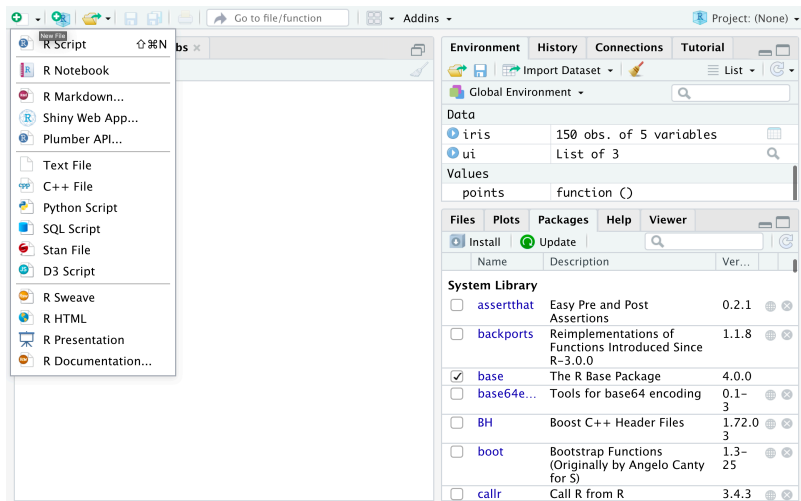 Go to file/function
Addins
Project: (None)
New File
R Script ⇧⌘N
R Notebook
R Markdown...
Shiny Web App...
Plumber API...
Text File
C++ File
Python Script
SQL Script
Stan File
D3 Script
R Sweave
R HTML
R Presentation
R Documentation...
bs
Environment History Connections Tutorial
Import Dataset List
Global Environment
Data
iris 150 obs. of 5 variables
ui List of 3
Values
points function ()
Files Plots Packages Help Viewer
Install Update
Name Description Ver...
System Library
assertthat Easy Pre and Post 0.2.1
Assertions
backports Reimplementations of 1.1.8
Functions Introduced Since
R-3.0.0
base The R Base Package 4.0.0
base64e... Tools for base64 encoding 0.1-
3
BH Boost C++ Header Files 1.72.0
3
boot Bootstrap Functions 1.3-
(Originally by Angelo Canty 25
for S)
callr Call R from R 3.4.3